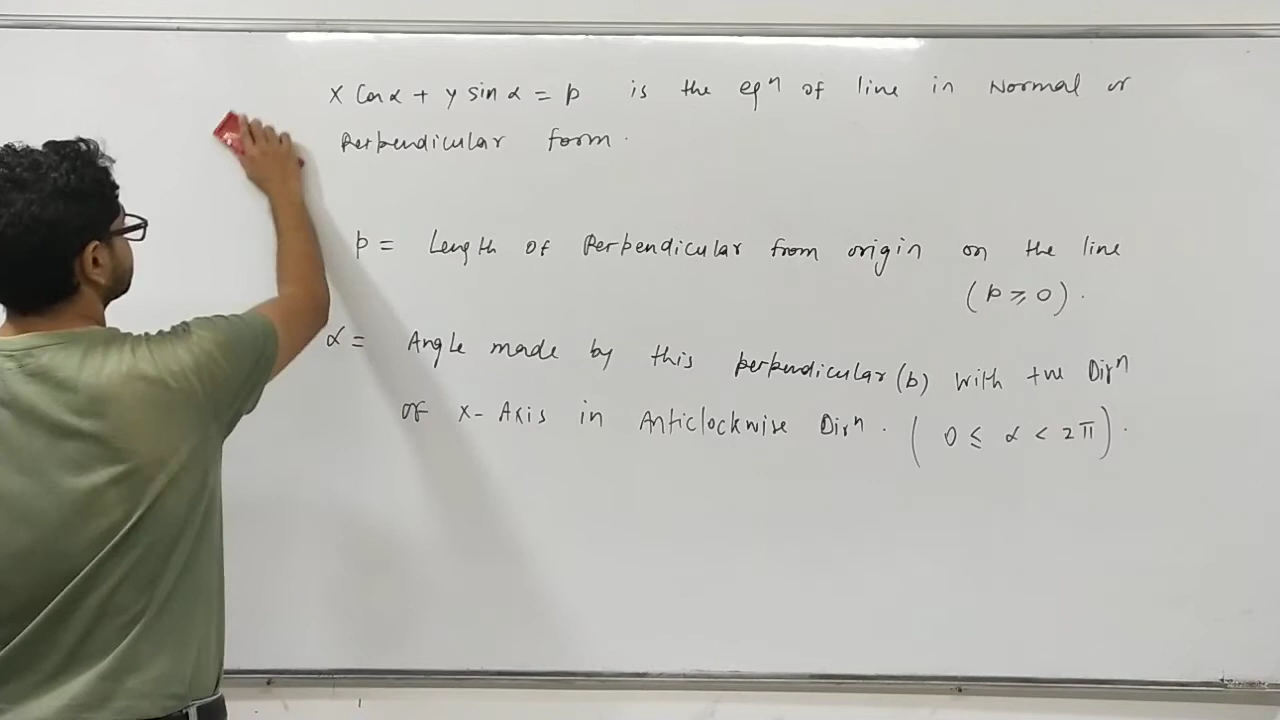 x Cos α + y sin α = p is the eqⁿ of line in Normal or
Perpendicular form.
p = Length of Perpendicular from origin on the line
(p ⩾ 0).
α = Angle made by this perpendicular (p) with +ve Dirⁿ
of x-Axis in Anticlockwise Dirⁿ. (0 ≤ α < 2π).